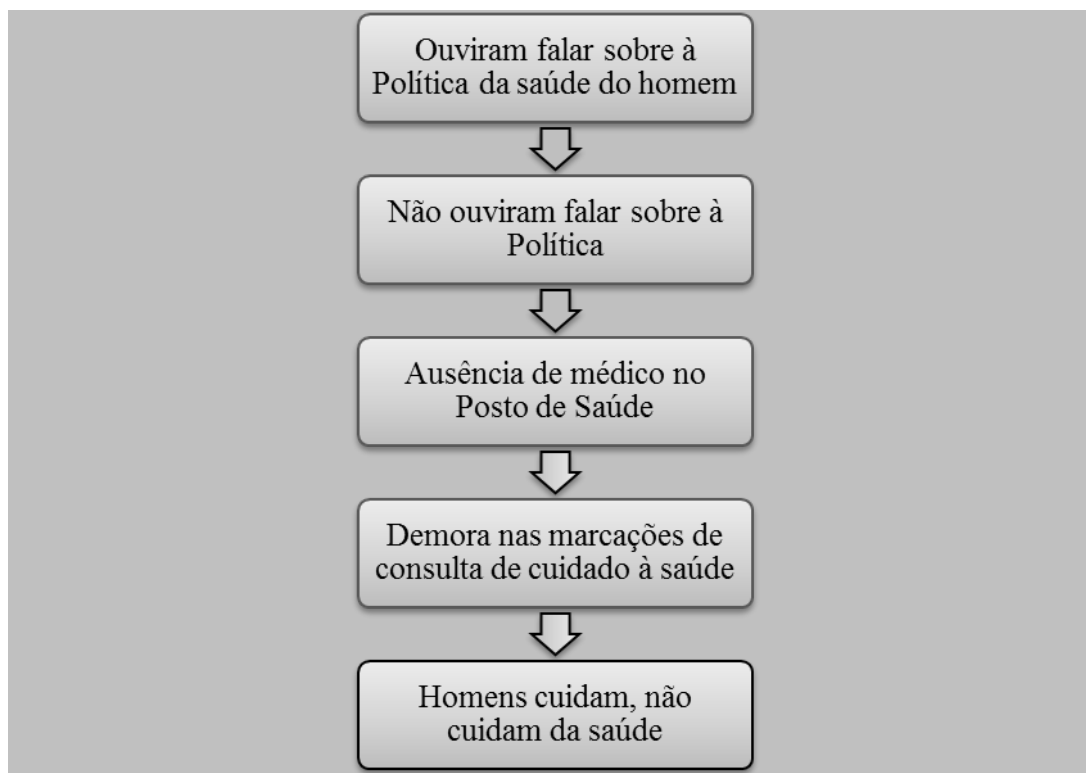 Ouviram falar sobre à
Política da saúde do homem
Não ouviram falar sobre à
Política
Ausência de médico no
Posto de Saúde
Demora nas marcações de
consulta de cuidado à saúde
Homens cuidam, não
cuidam da saúde